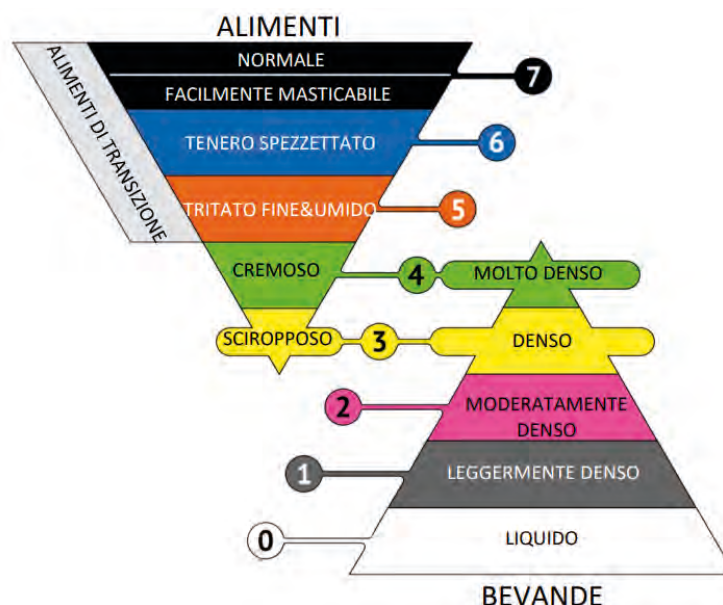 ALIMENTI
NORMALE
7
FACILMENTE MASTICABILE
ALIMENTI DI TRANSIZIONE
TENERO SPEZZETTATO
6
TRITATO FINE&UMIDO
5
CREMOSO
4
MOLTO DENSO
SCIROPPOSO
3
DENSO
2
MODERATAMENTE
DENSO
1
LEGGERMENTE DENSO
0
LIQUIDO
BEVANDE